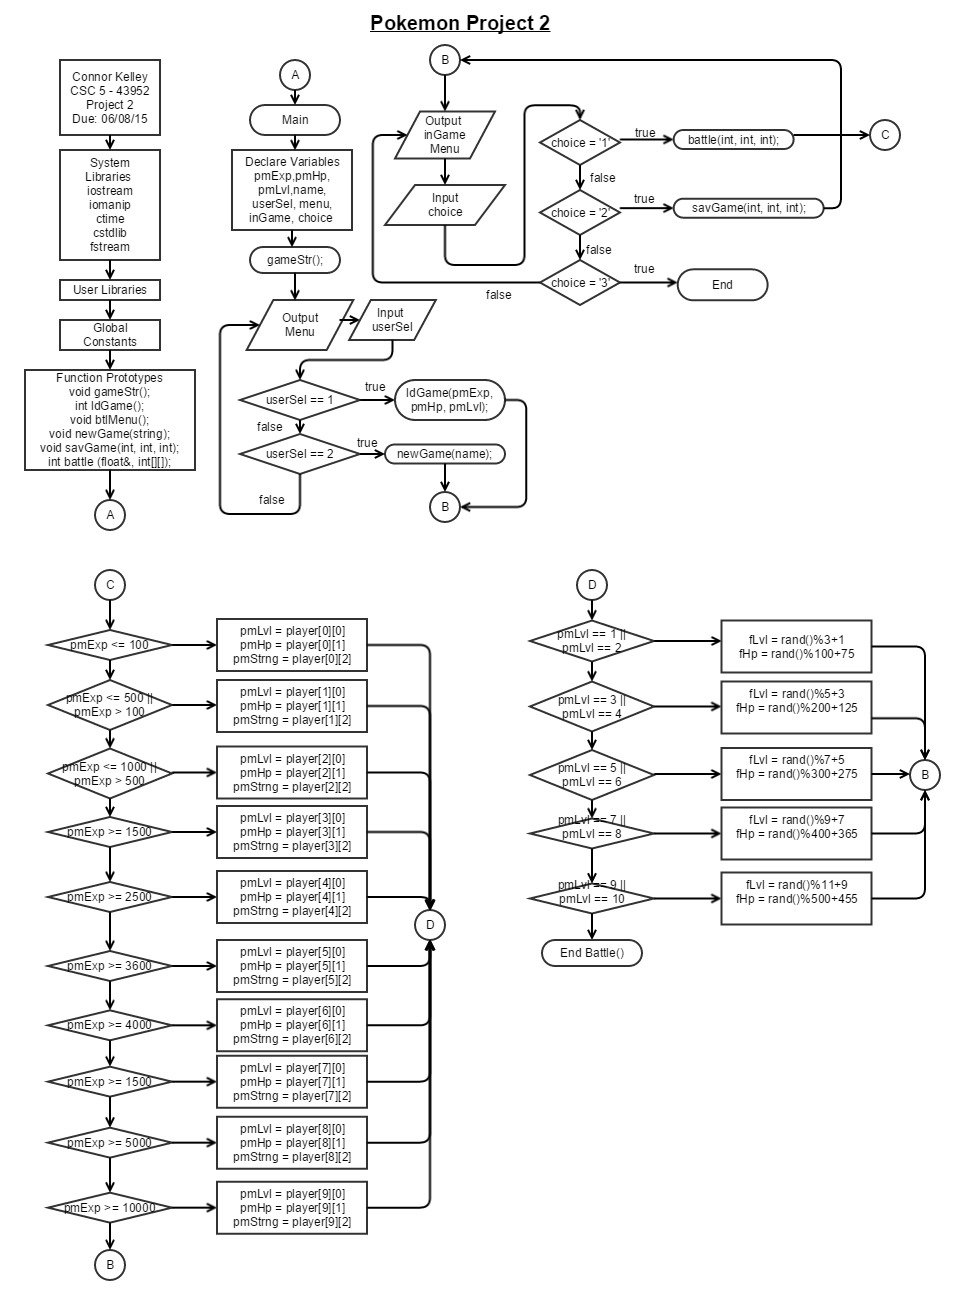 Pokemon Project 2
Connor Kelley
CSC 5 - 43952
Project 2
Due: 06/08/15
System
Libraries
iostream
iomanip
ctime
cstdlib
fstream
User Libraries
Global
Constants
Function Prototypes
void gameStr();
int ldGame();
void btlMenu();
void newGame(string);
void savGame(int, int, int);
int battle (float&, int[][]);
A
A
Main
Declare Variables
pmExp,pmHp,
pmLvl,name,
userSel, menu,
inGame, choice
gameStr();
Output
Menu
Input
userSel
userSel == 1
true
ldGame(pmExp,
pmHp, pmLvl);
false
userSel == 2
true
newGame(name);
false
B
B
Output
inGame
Menu
Input
choice
choice = '1'
true
battle(int, int, int);
C
false
choice = '2'
true
savGame(int, int, int);
false
choice = '3'
true
End
false
C
pmExp <= 100
pmLvl = player[0][0]
pmHp = player[0][1]
pmStrng = player[0][2]
pmExp <= 500 ||
pmExp > 100
pmLvl = player[1][0]
pmHp = player[1][1]
pmStrng = player[1][2]
pmExp <= 1000 ||
pmExp > 500
pmLvl = player[2][0]
pmHp = player[2][1]
pmStrng = player[2][2]
pmExp >= 1500
pmLvl = player[3][0]
pmHp = player[3][1]
pmStrng = player[3][2]
pmExp >= 2500
pmLvl = player[4][0]
pmHp = player[4][1]
pmStrng = player[4][2]
D
pmExp >= 3600
pmLvl = player[5][0]
pmHp = player[5][1]
pmStrng = player[5][2]
pmExp >= 4000
pmLvl = player[6][0]
pmHp = player[6][1]
pmStrng = player[6][2]
pmExp >= 1500
pmLvl = player[7][0]
pmHp = player[7][1]
pmStrng = player[7][2]
pmExp >= 5000
pmLvl = player[8][0]
pmHp = player[8][1]
pmStrng = player[8][2]
pmExp >= 10000
pmLvl = player[9][0]
pmHp = player[9][1]
pmStrng = player[9][2]
B
D
pmLvl == 1 ||
pmLvl == 2
fLvl = rand()%3+1
fHp = rand()%100+75
pmLvl == 3 ||
pmLvl == 4
fLvl = rand()%5+3
fHp = rand()%200+125
pmLvl == 5 ||
pmLvl == 6
fLvl = rand()%7+5
fHp = rand()%300+275
B
pmLvl == 7 ||
pmLvl == 8
fLvl = rand()%9+7
fHp = rand()%400+365
pmLvl == 9 ||
pmLvl == 10
fLvl = rand()%11+9
fHp = rand()%500+455
End Battle()